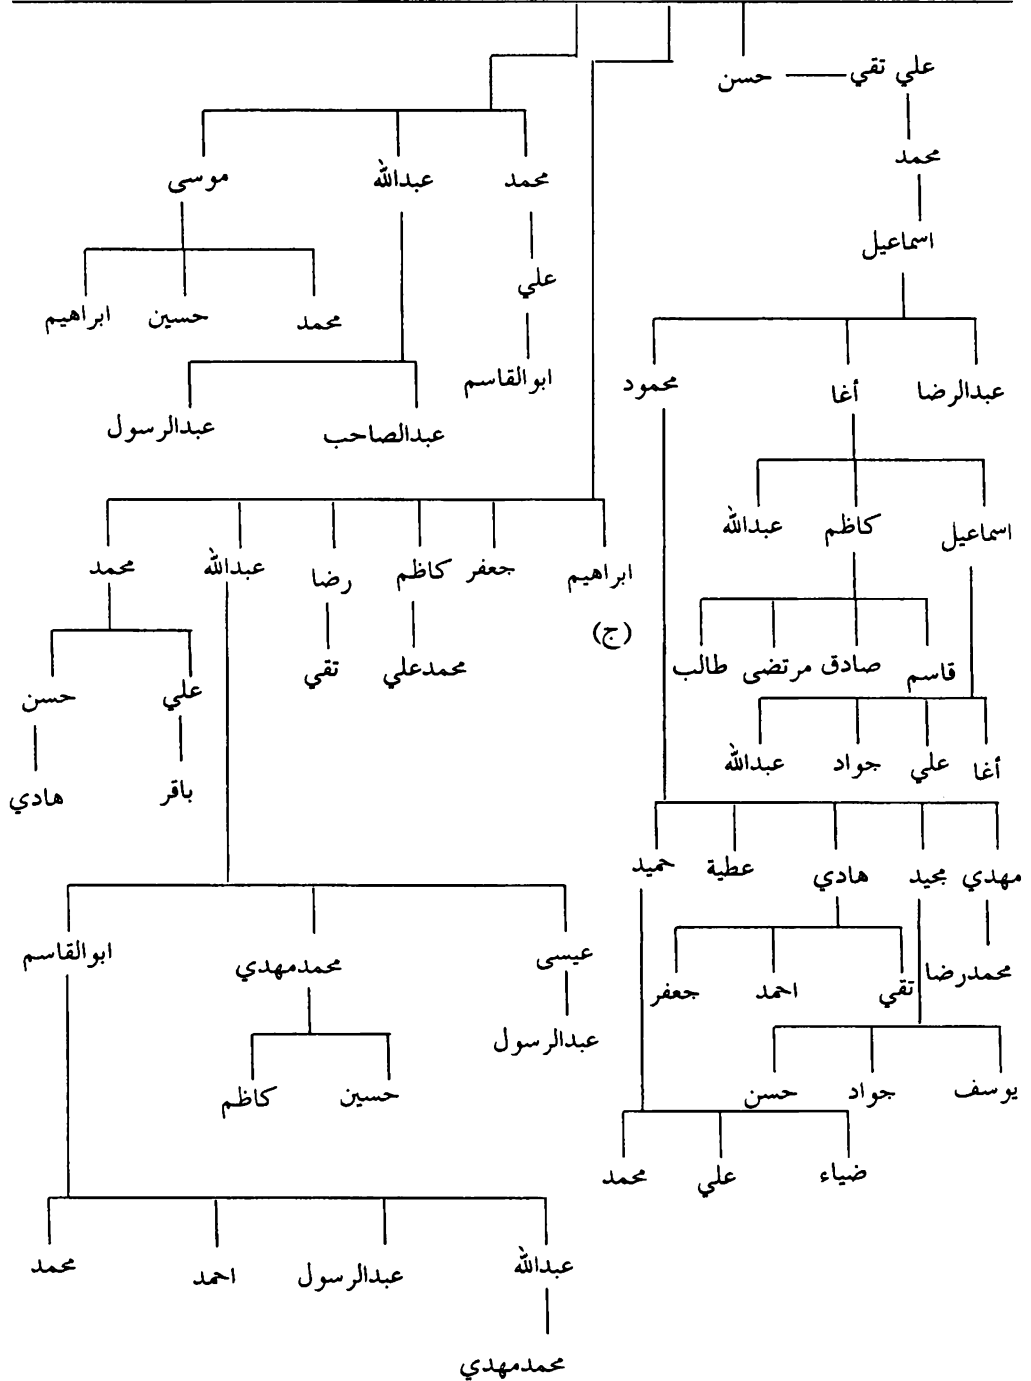 علي تقي حسن
محمد
موسى عبدالله محمد
اسماعيل
علي
ابراهيم حسين محمد
ابوالقاسم
عبدالرضا أغا محمود
عبدالصاحب عبدالرسول
اسماعيل كاظم عبدالله
ابراهيم جعفر كاظم رضا عبدالله محمد
(ج)
قاسم صادق مرتضى طالب
محمدعلي تقي علي حسن
أغا علي جواد عبدالله
باقر هادي
مهدي مجيد هادي عطية حميد
عيسى محمدمهدي ابوالقاسم
محمدرضا تقي احمد جعفر
عبدالرسول
يوسف جواد حسن
حسين كاظم
ضياء علي محمد
عبدالله عبدالرسول احمد محمد
محمدمهدي